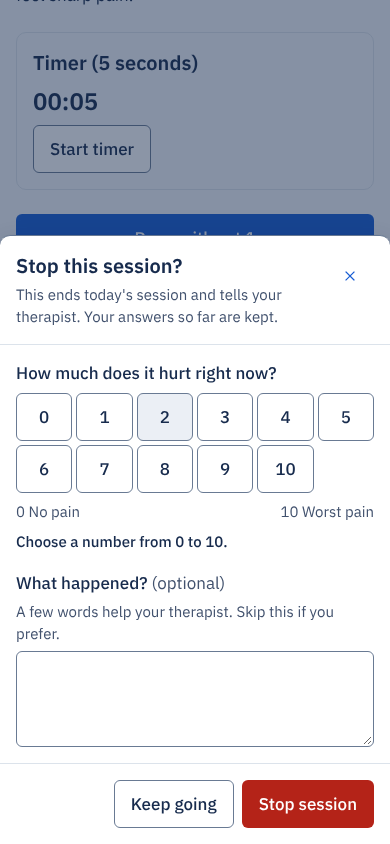 Timer (5 seconds)
00:05
Start timer
Stop this session?
This ends today's session and tells your
therapist. Your answers so far are kept.
How much does it hurt right now?
0 1 2 3 4 5
6 7 8 9 10
0 No pain 10 Worst pain
Choose a number from 0 to 10.
What happened? (optional)
A few words help your therapist. Skip this if you
prefer.
Keep going Stop session